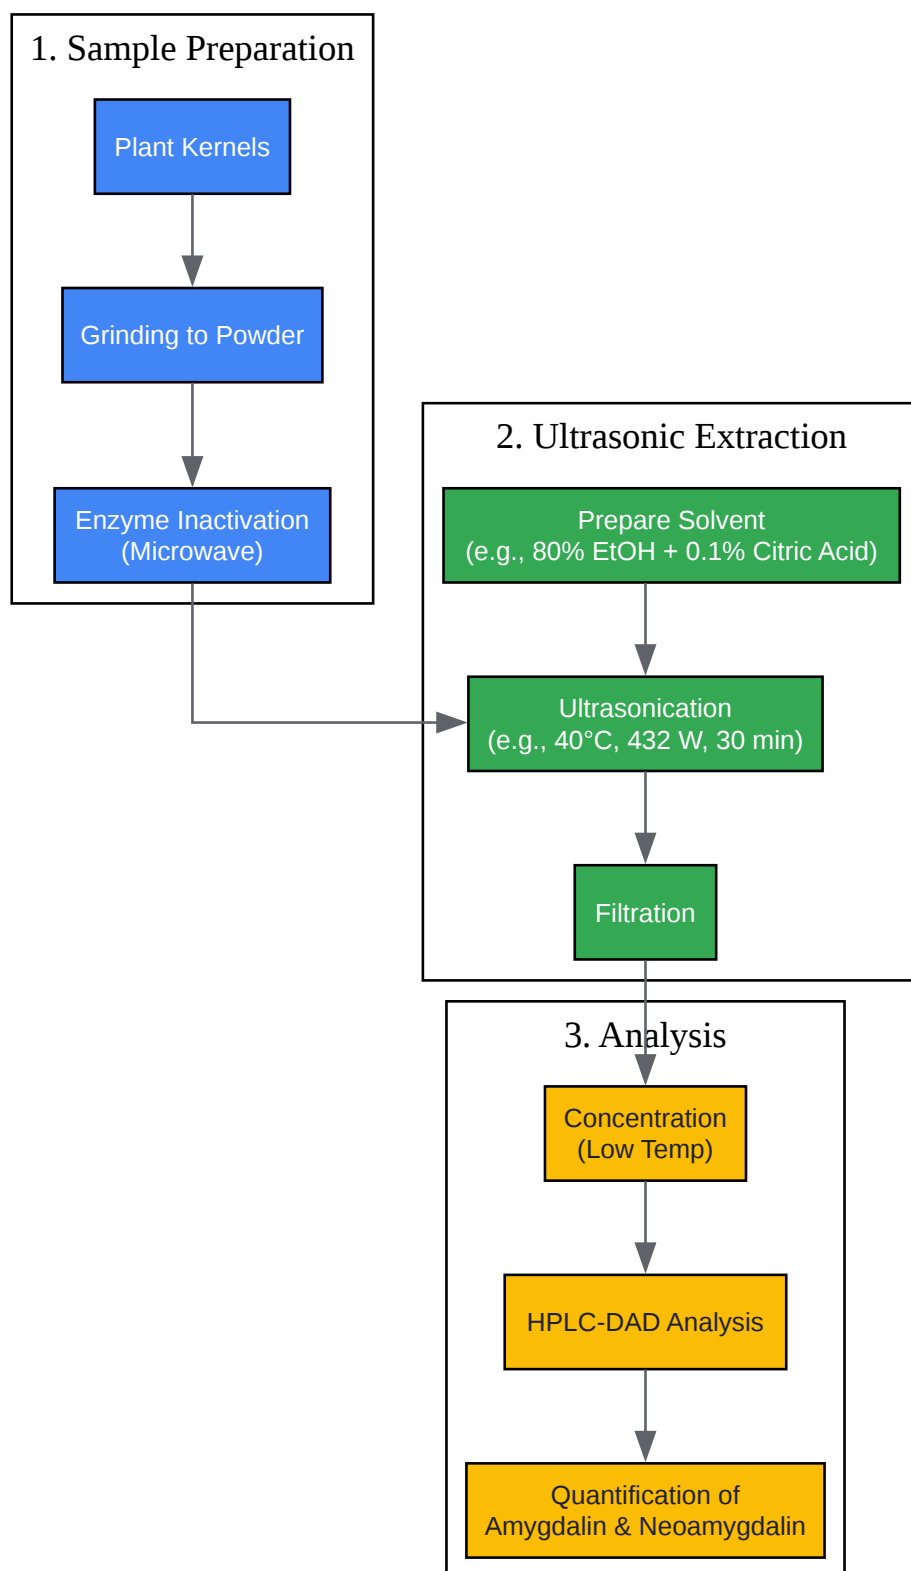 1. Sample Preparation
Plant Kernels
Grinding to Powder
Enzyme Inactivation
(Microwave)
2. Ultrasonic Extraction
Prepare Solvent
(e.g., 80% EtOH + 0.1% Citric Acid)
Ultrasonication
(e.g., 40°C, 432 W, 30 min)
Filtration
3. Analysis
Concentration
(Low Temp)
HPLC-DAD Analysis
Quantification of
Amygdalin & Neoamygdalin